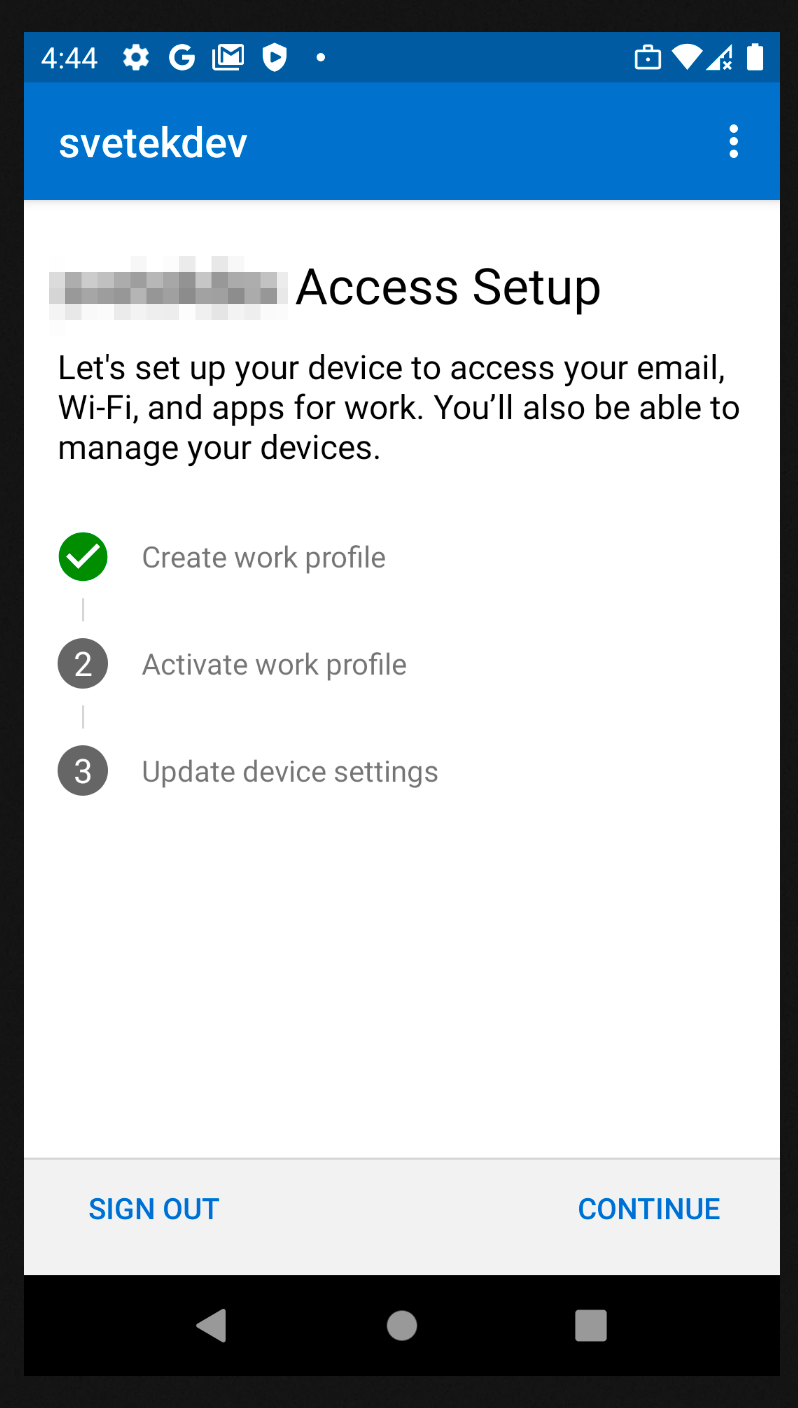 4:44
svetekdev
Access Setup
Let's set up your device to access your email,
Wi-Fi, and apps for work. You’ll also be able to
manage your devices.
Create work profile
2 Activate work profile
3 Update device settings
SIGN OUT CONTINUE